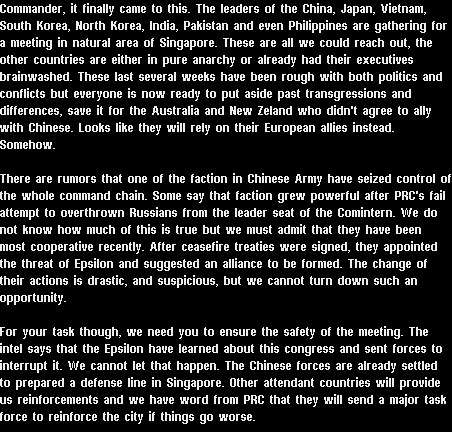 Commander, it finally came to this. The leaders of the China, Japan, Vietnam,
South Korea, North Korea, India, Pakistan and even Philippines are gathering for
a meeting in natural area of Singapore. These are all we could reach out, the
other countries are either in pure anarchy or already had their executives
brainwashed. These last several weeks have been rough with both politics and
conflicts but everyone is now ready to put aside past transgressions and
differences, save it for the Australia and New Zeland who didn't agree to ally
with Chinese. Looks like they will rely on their European allies instead.
Somehow.

There are rumors that one of the faction in Chinese Army have seized control of
the whole command chain. Some say that faction grew powerful after PRC's fail
attempt to overthrown Russians from the leader seat of the Comintern. We do
not know how much of this is true but we must admit that they have been
most cooperative recently. After ceasefire treaties were signed, they appointed
the threat of Epsilon and suggested an alliance to be formed. The change of
their actions is drastic, and suspicious, but we cannot turn down such an
opportunity.

For your task though, we need you to ensure the safety of the meeting. The
intel says that the Epsilon have learned about this congress and sent forces to
interrupt it. We cannot let that happen. The Chinese forces are already settled
to prepared a defense line in Singapore. Other attendant countries will provide
us reinforcements and we have word from PRC that they will send a major task
force to reinforce the city if things go worse.